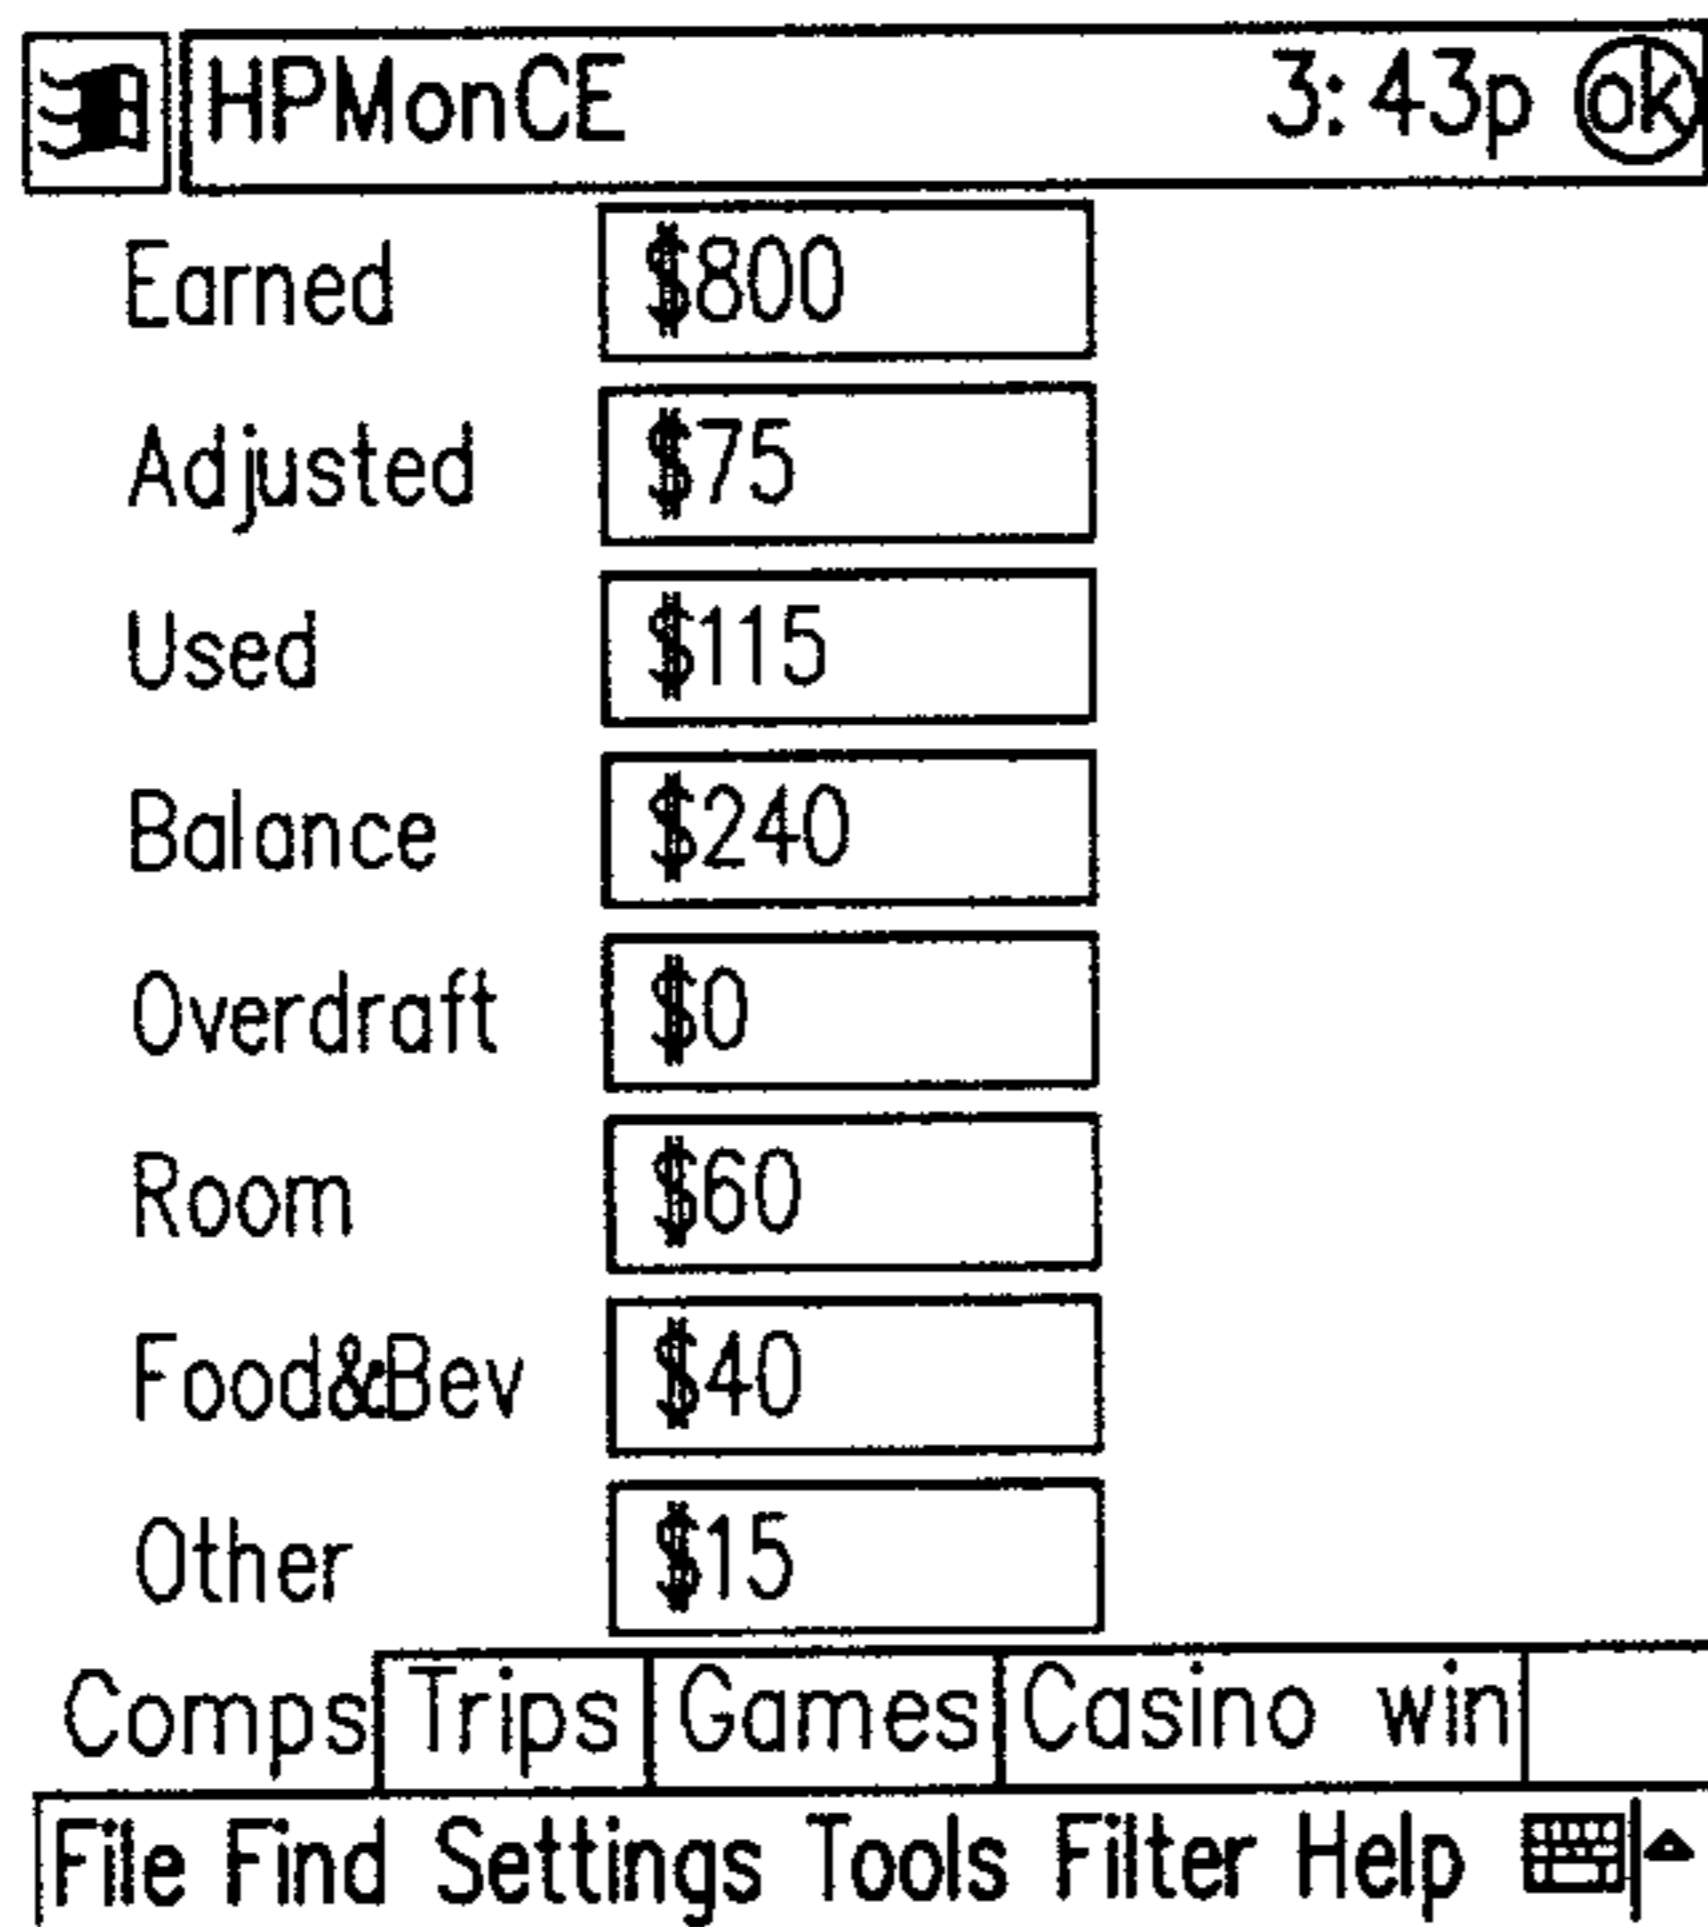 HPMonCE 3:43p ok
Earned $800
Adjusted $75
Used $115
Balance $240
Overdraft $0
Room $60
Food&Bev $40
Other $15
Comps Trips Games Casino win
File Find Settings Tools Filter Help